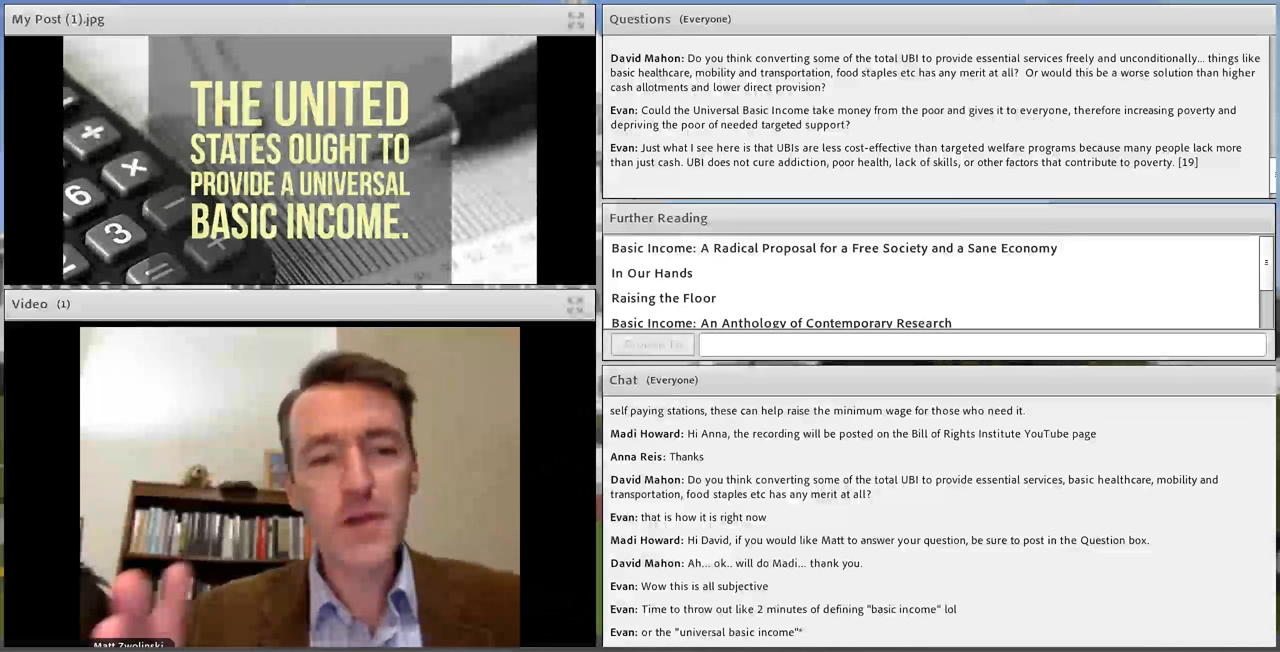 My Post (1).jpg
THE UNITED
STATES OUGHT TO
PROVIDE A UNIVERSAL
BASIC INCOME.
Video (1)
Matt Zwolinski
Questions (Everyone)
David Mahon: Do you think converting some of the total UBI to provide essential services freely and unconditionally... things like
basic healthcare, mobility and transportation, food staples etc has any merit at all? Or would this be a worse solution than higher
cash allotments and lower direct provision?
Evan: Could the Universal Basic Income take money from the poor and gives it to everyone, therefore increasing poverty and
depriving the poor of needed targeted support?
Evan: Just what I see here is that UBIs are less cost-effective than targeted welfare programs because many people lack more
than just cash. UBI does not cure addiction, poor health, lack of skills, or other factors that contribute to poverty. [19]
Further Reading
Basic Income: A Radical Proposal for a Free Society and a Sane Economy
In Our Hands
Raising the Floor
Basic Income: An Anthology of Contemporary Research
Browse To
Chat (Everyone)
self paying stations, these can help raise the minimum wage for those who need it.
Madi Howard: Hi Anna, the recording will be posted on the Bill of Rights Institute YouTube page
Anna Reis: Thanks
David Mahon: Do you think converting some of the total UBI to provide essential services, basic healthcare, mobility and
transportation, food staples etc has any merit at all?
Evan: that is how it is right now
Madi Howard: Hi David, if you would like Matt to answer your question, be sure to post in the Question box.
David Mahon: Ah... ok.. will do Madi... thank you.
Evan: Wow this is all subjective
Evan: Time to throw out like 2 minutes of defining "basic income" lol
Evan: or the "universal basic income"*